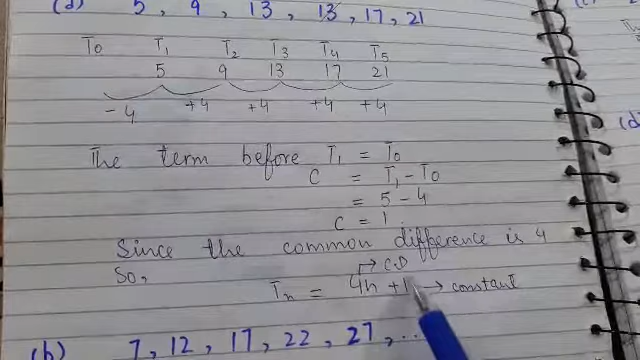 (a) 5, 9, 13, 13, 17, 21
T0 T1 T2 T3 T4 T5
5 9 13 17 21
-4 +4 +4 +4 +4
The term before T1 = T0
C = T1 - T0
= 5 - 4
C = 1.
Since the common difference is 4
So, → C.D
Tn = 4n + 1 → constant
(b) 7, 12, 17, 22, 27, ...
(d)